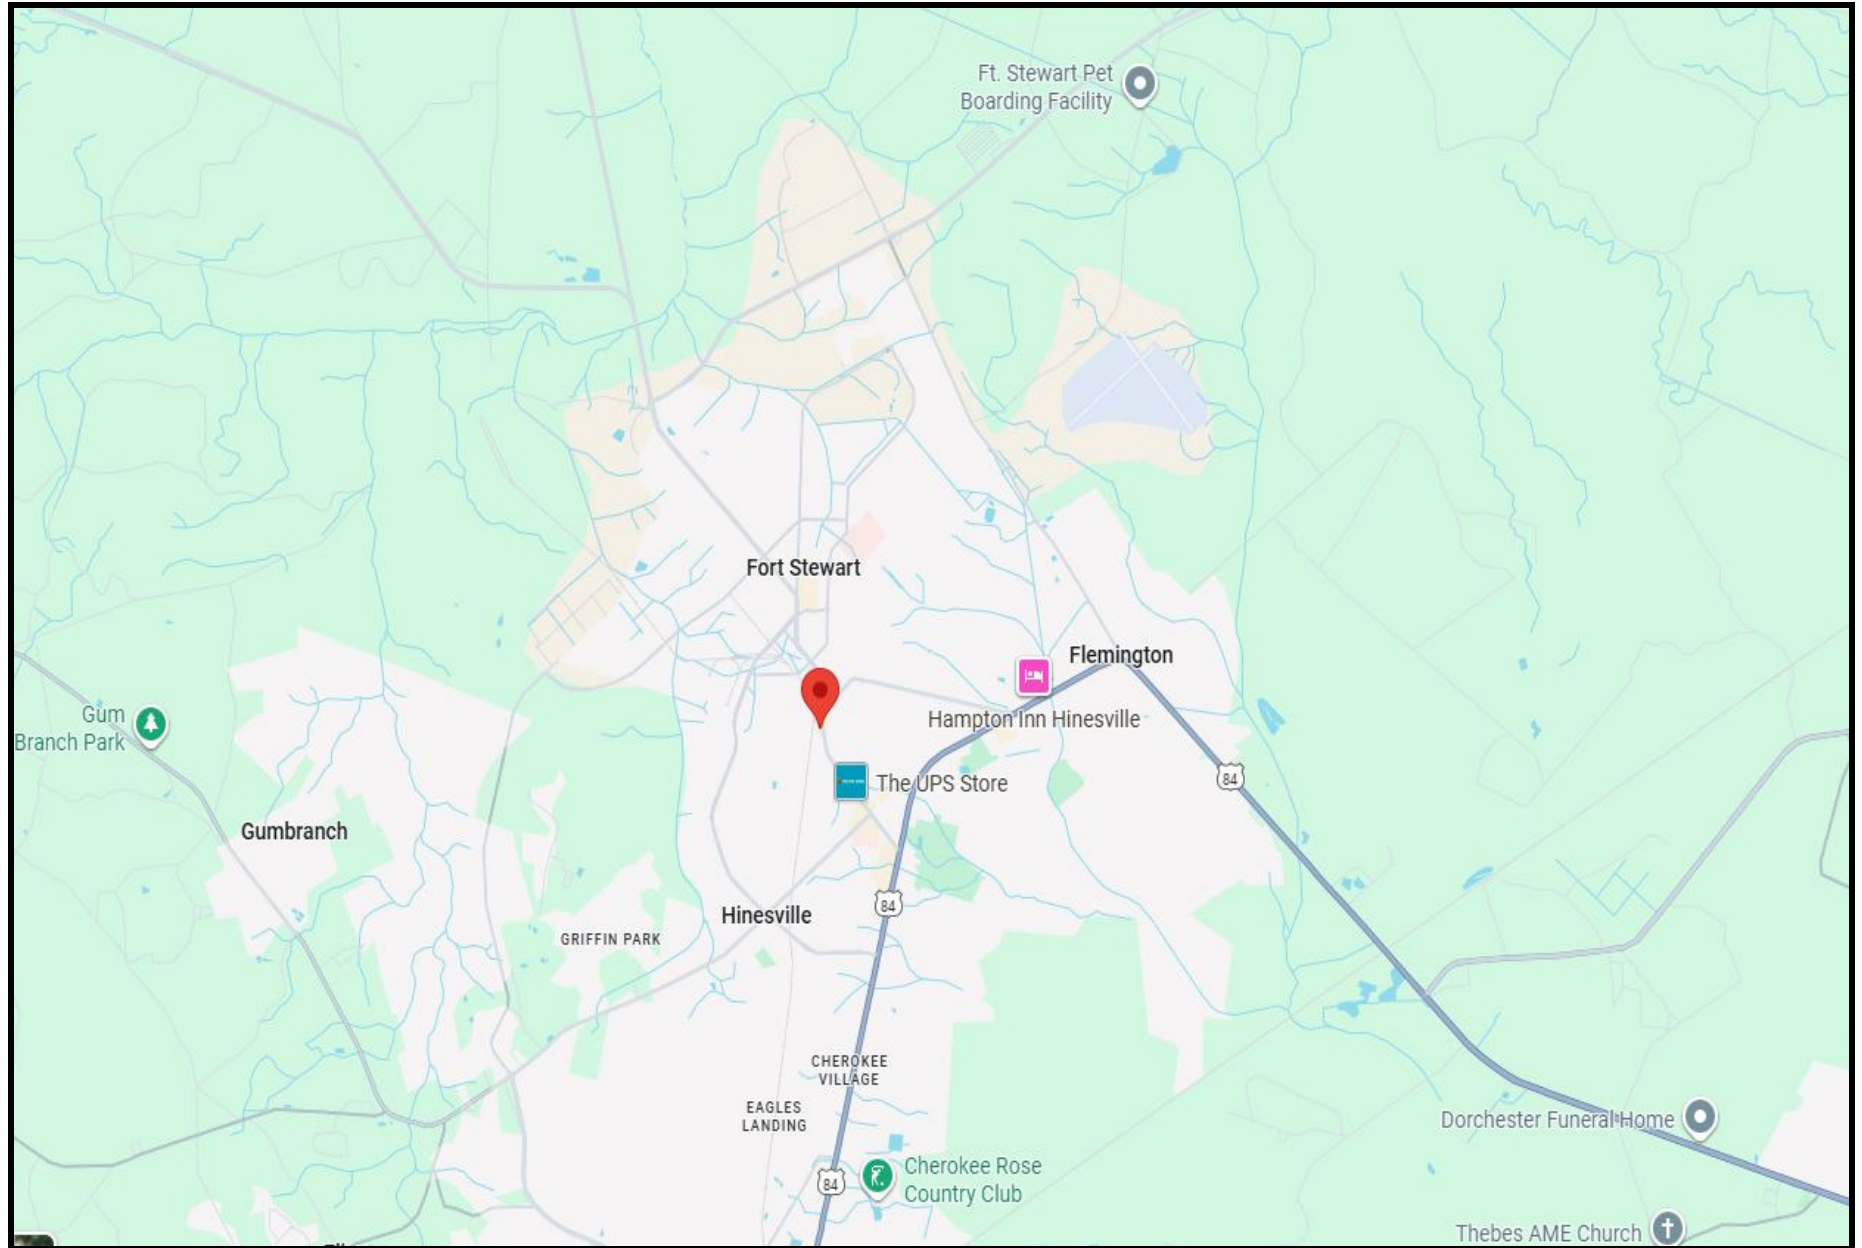 Ft. Stewart Pet
Boarding Facility
Fort Stewart
Flemington
Gum
Branch Park
Hampton Inn Hinesville
84
The UPS Store
Gumbranch
84
Hinesville
GRIFFIN PARK
CHEROKEE
VILLAGE
EAGLES
LANDING
Dorchester Funeral Home
Cherokee Rose
Country Club
84
Thebes AME Church